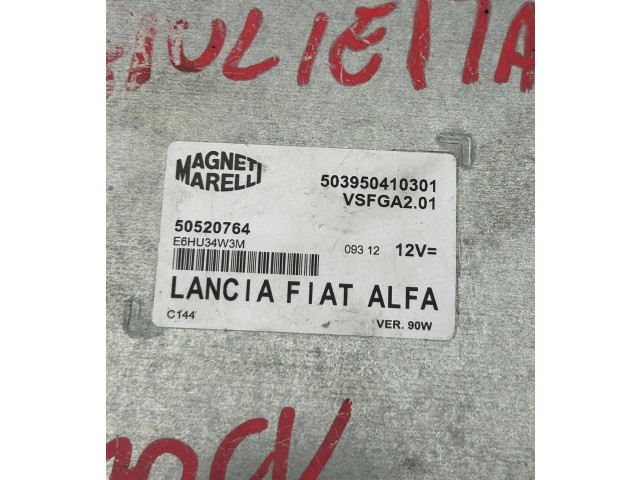 GIULIETTA
MAGNETI
MARELLI
503950410301
VSFGA2.01
50520764
E6HU34W3M
093 12 12V=
LANCIA FIAT ALFA
C144
VER. 90W